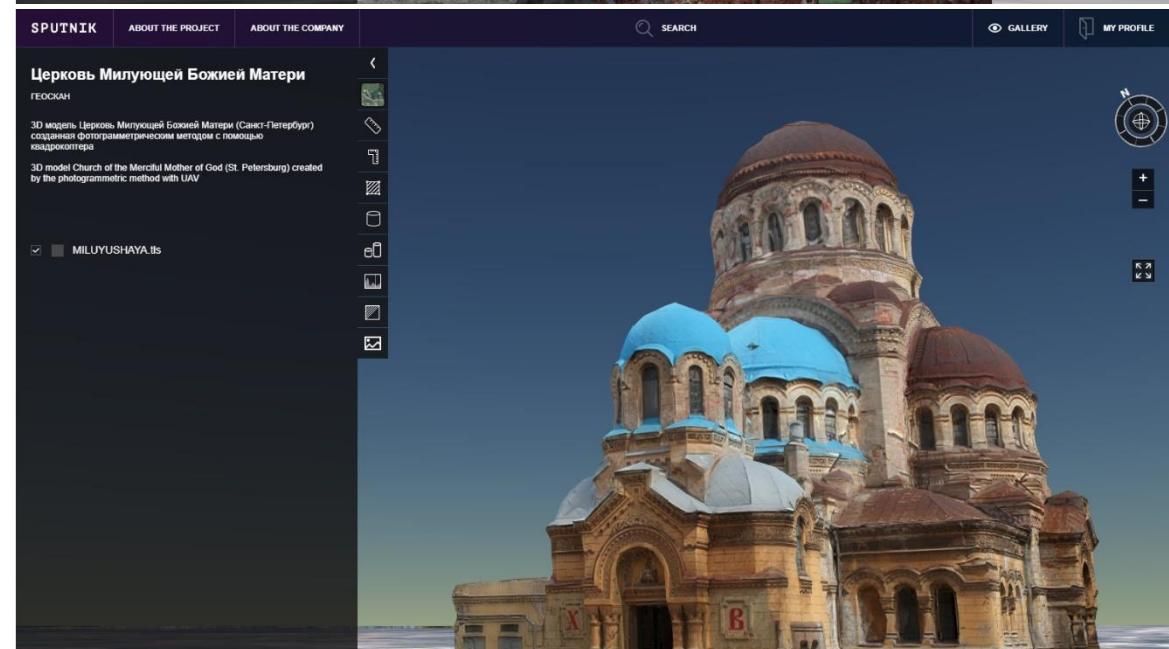 SPUTNIK ABOUT THE PROJECT ABOUT THE COMPANY SEARCH GALLERY MY PROFILE
Церковь Милующей Божией Матери
ГЕОСКАН
3D модель Церковь Милующей Божией Матери (Санкт-Петербург)
созданная фотограмметрическим методом с помощью
квадрокоптера
3D model Church of the Merciful Mother of God (St. Petersburg) created
by the photogrammetric method with UAV
MILUYUSHAYA.tls
N
+
−
Х В